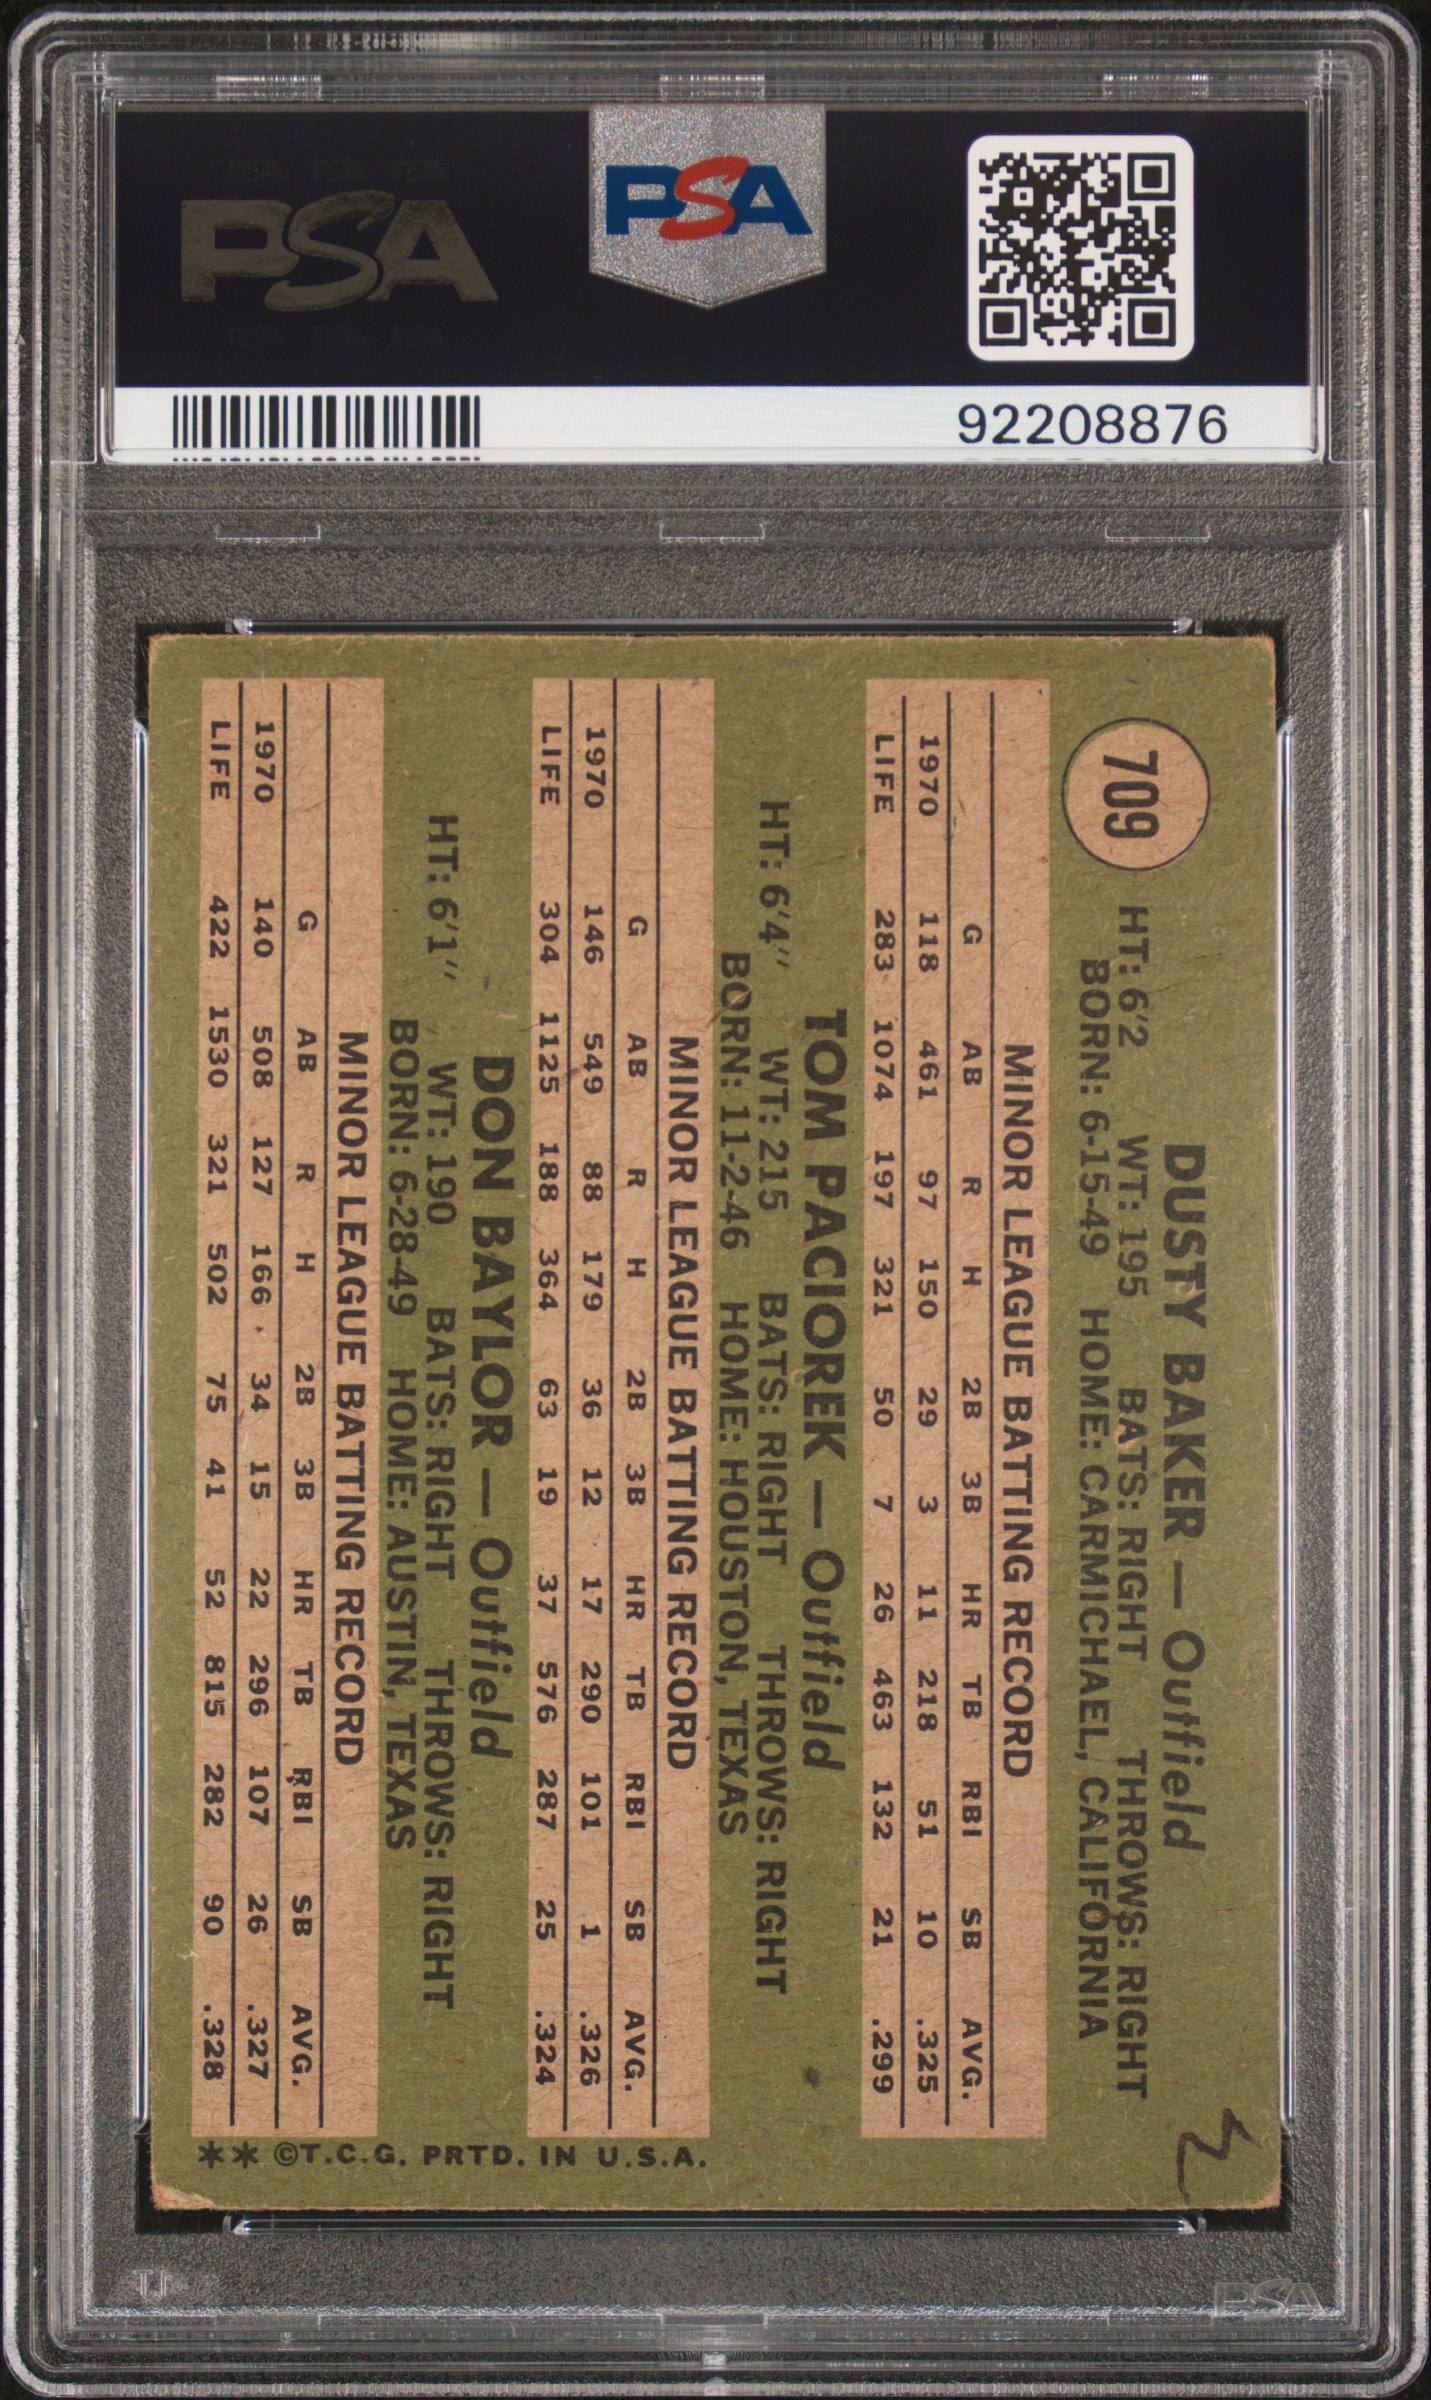 PSA
PSA
92208876
709
DUSTY BAKER — Outfield
HT: 6'2 WT: 195 BATS: RIGHT THROWS: RIGHT
BORN: 6-15-49 HOME: CARMICHAEL, CALIFORNIA
MINOR LEAGUE BATTING RECORD
G AB R H 2B 3B HR TB RBI SB AVG.
1970 118 461 97 150 29 3 11 218 51 10 .325
LIFE 283 1074 197 321 50 7 26 463 132 21 .299
TOM PACIOREK — Outfield
HT: 6'4" WT: 215 BATS: RIGHT THROWS: RIGHT
BORN: 11-2-46 HOME: HOUSTON, TEXAS
MINOR LEAGUE BATTING RECORD
G AB R H 2B 3B HR TB RBI SB AVG.
1970 146 549 88 179 36 12 17 290 101 1 .326
LIFE 304 1125 188 364 63 19 37 576 287 25 .324
DON BAYLOR — Outfield
HT: 6'1" WT: 190 BATS: RIGHT THROWS: RIGHT
BORN: 6-28-49 HOME: AUSTIN, TEXAS
MINOR LEAGUE BATTING RECORD
G AB R H 2B 3B HR TB RBI SB AVG.
1970 140 508 127 166 34 15 22 296 107 26 .327
LIFE 422 1530 321 502 75 41 52 815 282 90 .328
** ©T.C.G. PRTD. IN U.S.A.
PSA